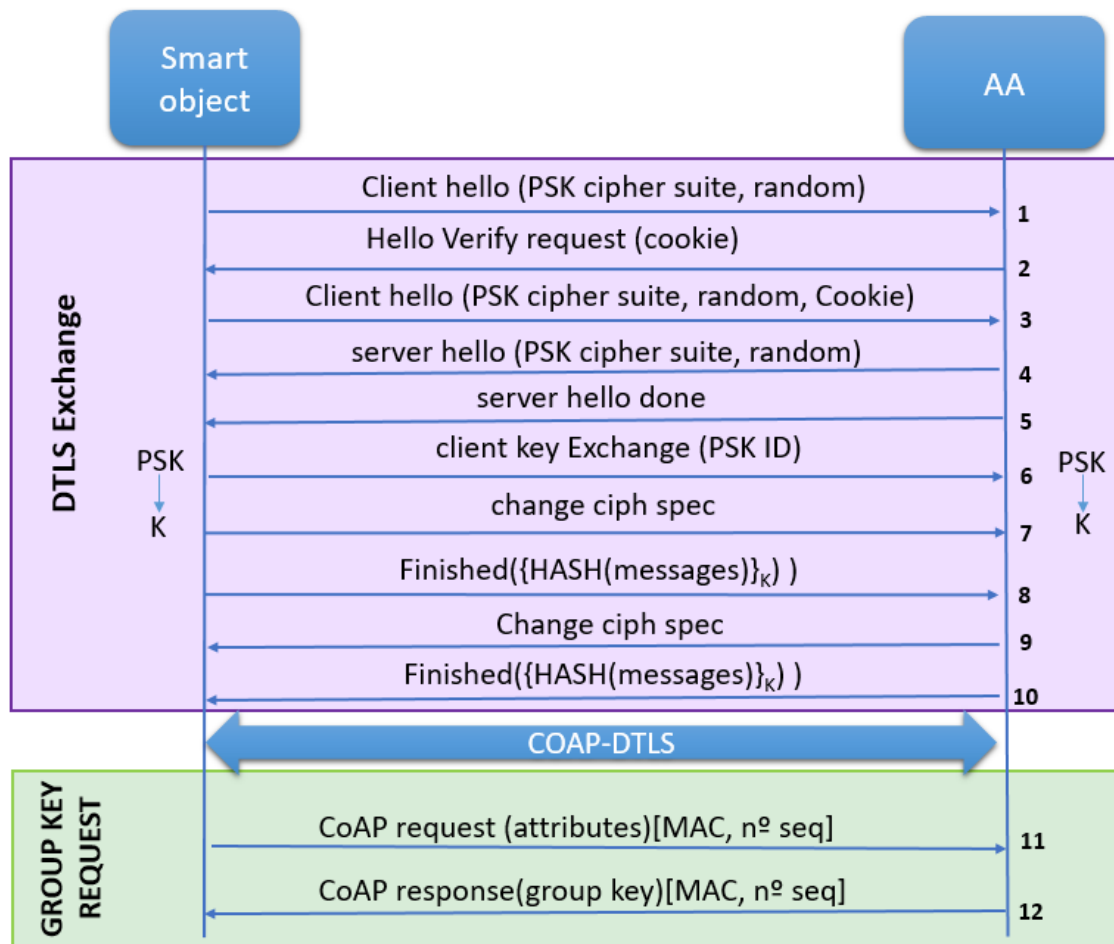 Smart
object
AA
Client hello (PSK cipher suite, random)
1
Hello Verify request (cookie)
2
Client hello (PSK cipher suite, random, Cookie)
3
server hello (PSK cipher suite, random)
4
server hello done
5
client key Exchange (PSK ID)
6
PSK
K
PSK
K
change ciph spec
7
Finished({HASH(messages)}K) )
8
Change ciph spec
9
Finished({HASH(messages)}K) )
10
DTLS Exchange
COAP-DTLS
GROUP KEY
REQUEST
CoAP request (attributes)[MAC, nº seq]
11
CoAP response(group key)[MAC, nº seq]
12